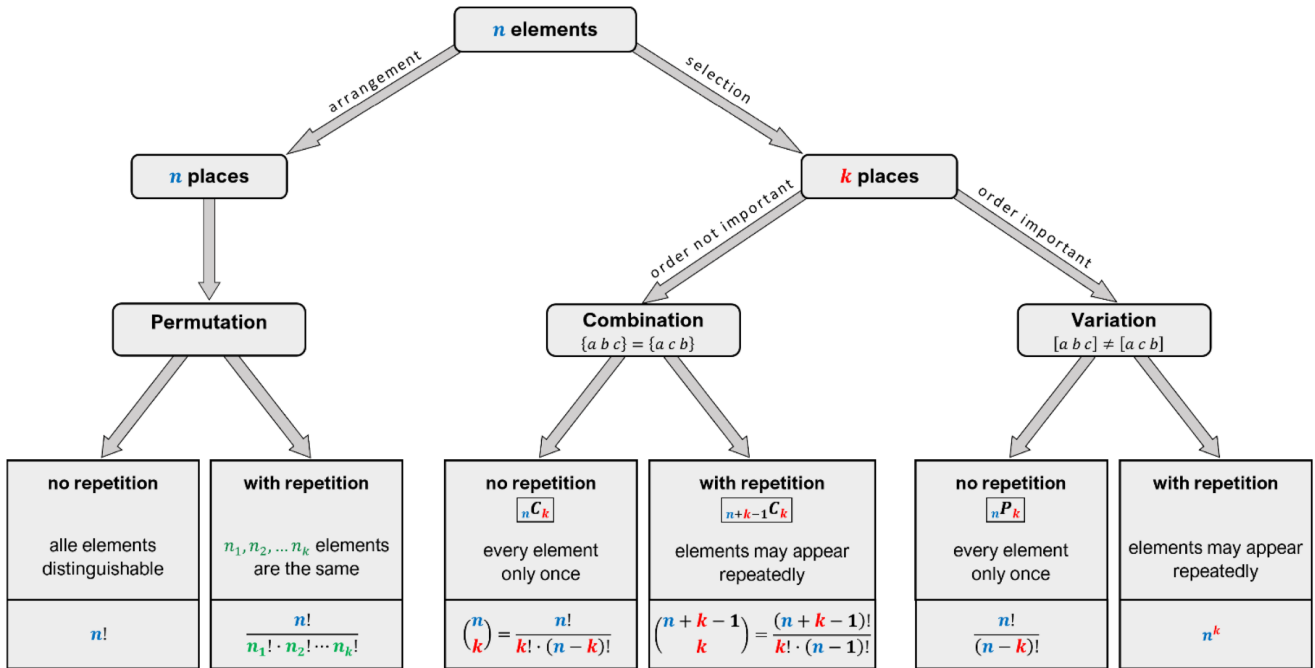 n elements
arrangement
selection
n places
k places
order not important
order important
Permutation
Combination
{a b c} = {a c b}
Variation
[a b c] ≠ [a c b]
no repetition
alle elements
distinguishable
n!
with repetition
n₁, n₂, … nₖ elements
are the same
n! / (n₁! · n₂! ⋯ nₖ!)
no repetition
ₙCₖ
every element
only once
(n k) = n! / (k! · (n − k)!)
with repetition
ₙ₊ₖ₋₁Cₖ
elements may appear
repeatedly
(n + k − 1 k) = (n + k − 1)! / (k! · (n − 1)!)
no repetition
ₙPₖ
every element
only once
n! / (n − k)!
with repetition
elements may appear
repeatedly
nᵏ